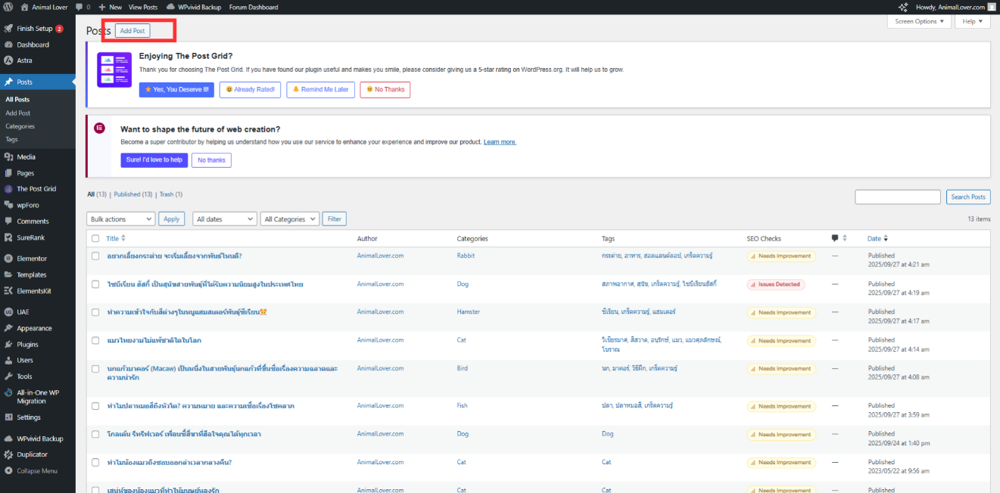 Animal Lover 0 New View Posts WPvivid Backup Forum Dashboard Howdy, AnimalLover.com
Finish Setup 2
Dashboard
Astra
Posts
All Posts
Add Post
Categories
Tags
Media
Pages
The Post Grid
wpForo
Comments
SureRank
Elementor
Templates
ElementsKit
UAE
Appearance
Plugins
Users
Tools
All-in-One WP
Migration
Settings
WPvivid Backup
Duplicator
Collapse Menu
Screen Options ▼ Help ▼
Posts Add Post
Enjoying The Post Grid?
Thank you for choosing The Post Grid. If you have found our plugin useful and makes you smile, please consider giving us a 5-star rating on WordPress.org. It will help us to grow.
Yes, You Deserve It! Already Rated! Remind Me Later No Thanks
Want to shape the future of web creation?
Become a super contributor by helping us understand how you use our service to enhance your experience and improve our product. Learn more.
Sure! I'd love to help No thanks
All (13) | Published (13) | Trash (1)
Search Posts
Bulk actions Apply All dates All Categories Filter 13 items
Title Author Categories Tags SEO Checks Date
อยากเลี้ยงกระต่าย จะเริ่มเลี้ยงจากพันธ์ไหนดี? AnimalLover.com Rabbit กระต่าย, อาหาร, ฮอลแลนด์ลอป, เกร็ดความรู้ Needs Improvement — Published
2025/09/27 at 4:21 am
ไซบีเรียน ฮัสกี้ เป็นสุนัขสายพันธุ์ที่ได้รับความนิยมสูงในประเทศไทย AnimalLover.com Dog สภาพอากาศ, สุนัข, เกร็ดความรู้, ไซบีเรียนฮัสกี้ Issues Detected — Published
2025/09/27 at 4:19 am
ทำความเข้าใจกับสีต่างๆในหนูแฮมสเตอร์พันธุ์ซีเรียน🐹 AnimalLover.com Hamster ซีเรียน, เกร็ดความรู้, แฮมเตอร์ Needs Improvement — Published
2025/09/27 at 4:17 am
แมวไทยงามไม่แพ้ชาติใดในโลก AnimalLover.com Cat วิเชียรมาศ, สีสวาด, อนุรักษ์, แมว, แมวศุภลักษณ์, Needs Improvement — Published
โบราณ 2025/09/27 at 4:14 am
นกแก้วมาคอร์ (Macaw) เป็นหนึ่งในสายพันธุ์นกแก้วที่ขึ้นชื่อเรื่องความฉลาดและ AnimalLover.com Bird นก, มาคอร์, วิธีฝึก, เกร็ดความรู้ Needs Improvement — Published
ความน่ารัก 2025/09/27 at 4:08 am
ทำไมปลาหมอสีถึงหัวโต? ความหมาย และความเชื่อเรื่องโชคลาภ AnimalLover.com Fish ปลา, ปลาหมอสี, เกร็ดความรู้ Needs Improvement — Published
2025/09/27 at 3:59 am
โกลเด้น รีทรีฟเวอร์ เพื่อนซี้สี่ขาที่ฮีลใจคุณได้ทุกเวลา AnimalLover.com Dog Dog Needs Improvement — Published
2025/09/24 at 1:40 pm
ทำไมน้องแมวถึงชอบออกล่าเวลากลางคืน? AnimalLover.com Cat Cat Needs Improvement — Published
2023/05/22 at 9:56 am
เสน่ห์ของน้องแมวที่ทำให้มนุษย์หลงรัก AnimalLover.com Cat Cat Needs Improvement — Published